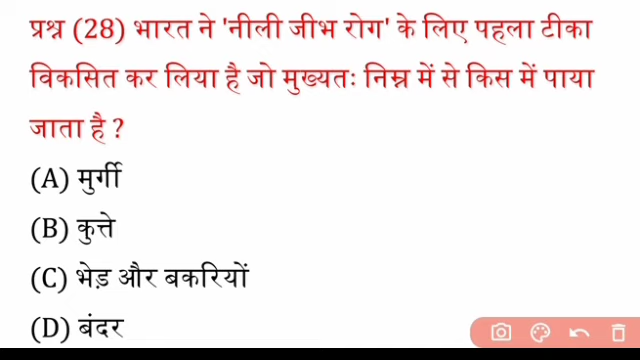 प्रश्न (28) भारत ने 'नीली जीभ रोग' के लिए पहला टीका
विकसित कर लिया है जो मुख्यतः निम्न में से किस में पाया
जाता है ?
(A) मुर्गी
(B) कुत्ते
(C) भेड़ और बकरियों
(D) बंदर